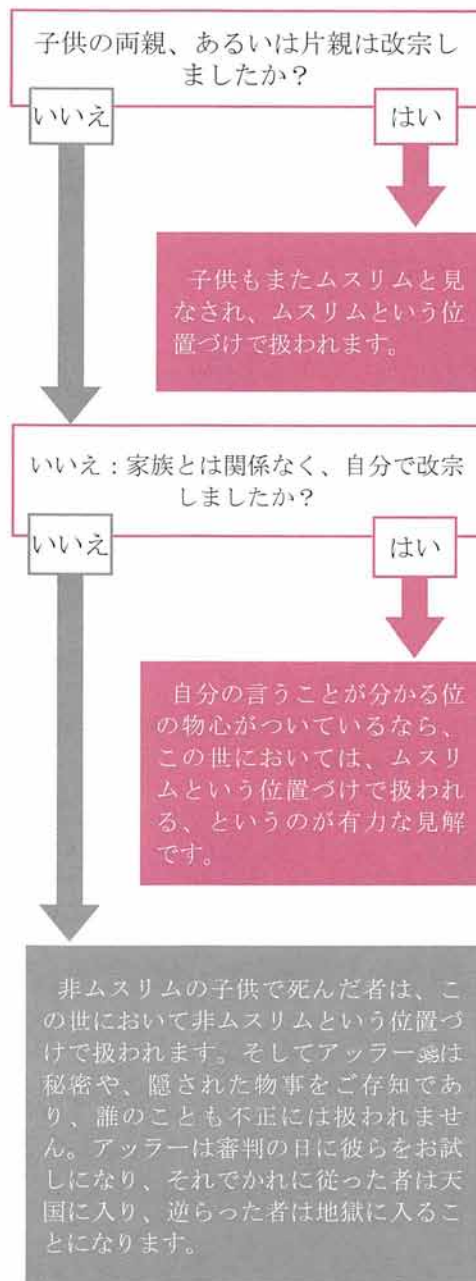 子供の両親、あるいは片親は改宗し
ましたか？
いいえ
はい
子供もまたムスリムと見
なされ、ムスリムという位
置づけで扱われます。
いいえ：家族とは関係なく、自分で改宗
しましたか？
いいえ
はい
自分の言うことが分かる位
の物心がついているなら、
この世においては、ムスリ
ムという位置づけで扱われ
る、というのが有力な見解
です。
非ムスリムの子供で死んだ者は、こ
の世において非ムスリムという位置づ
けで扱われます。そしてアッラーは
秘密や、隠された物事をご存知であ
り、誰のことも不正には扱われませ
ん。アッラーは審判の日に彼らをお試
しになり、それでかれに従った者は天
国に入り、逆らった者は地獄に入るこ
とになります。